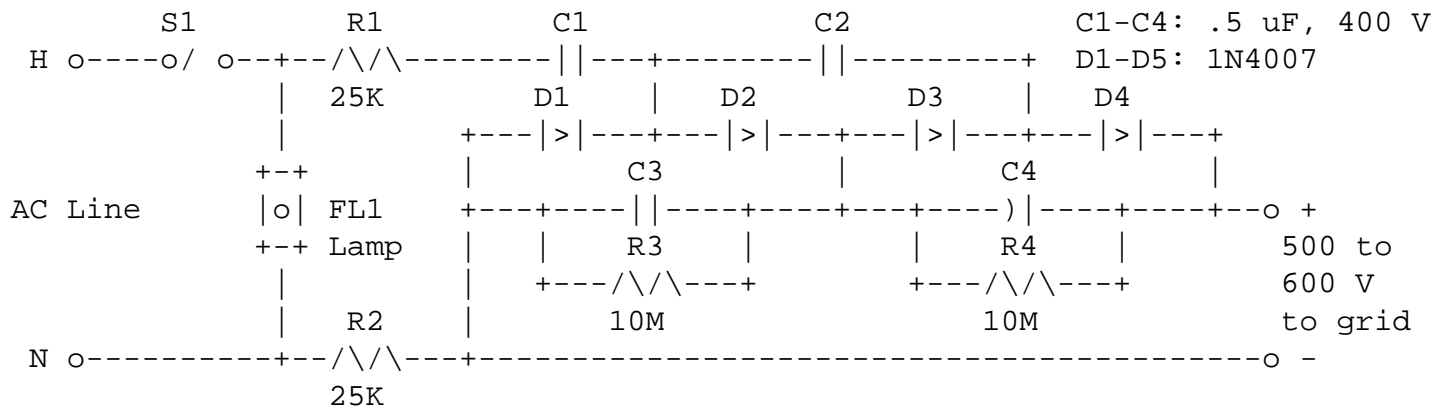 S1           R1            C1               C2               C1-C4: .5 uF, 400 V
 H o----o/ o--+--/\/\/\--------||---+--------||---------+  D1-D5: 1N4007
              |  25K          D1    |   D2         D3   |   D4
              |          +---|>|---+---|>|---+---|>|---+---|>|---+
             +-+         |         C3        |         C4        |
AC Line      |o| FL1     +---+----||----+----+---+----)|----+----+--o +
             +-+ Lamp    |   |    R3    |        |    R4    |        500 to
              |          |   +---/\/\---+        +---/\/\---+        600 V
              |   R2     |       10M                 10M             to grid
 N o----------+--/\/\---+-------------------------------------------o -
                 25K